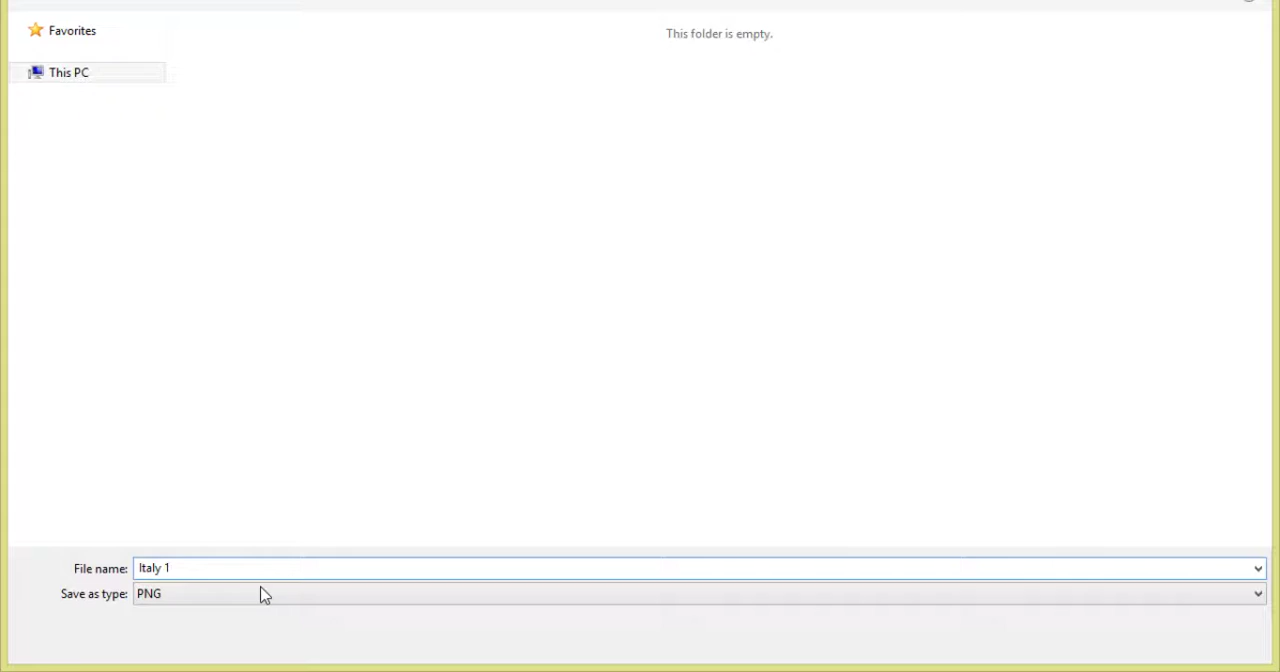 Favorites
This folder is empty.
This PC
File name: Italy 1
Save as type: PNG